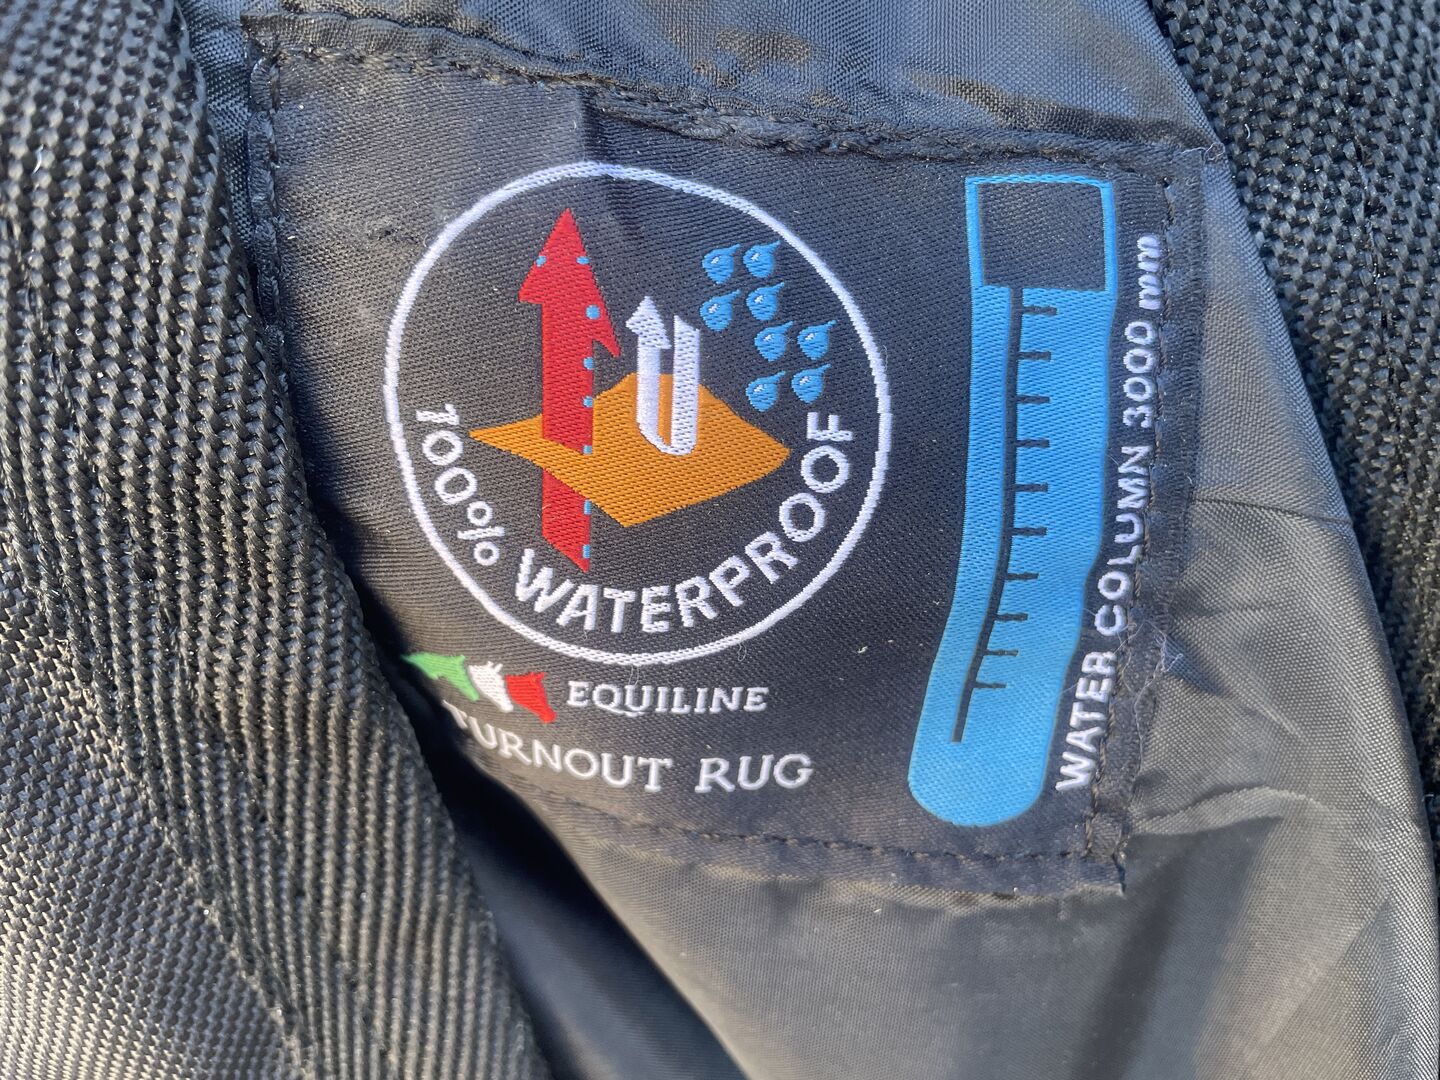 100% WATERPROOF
EQUILINE
TURNOUT RUG
WATER COLUMN 3000 mm